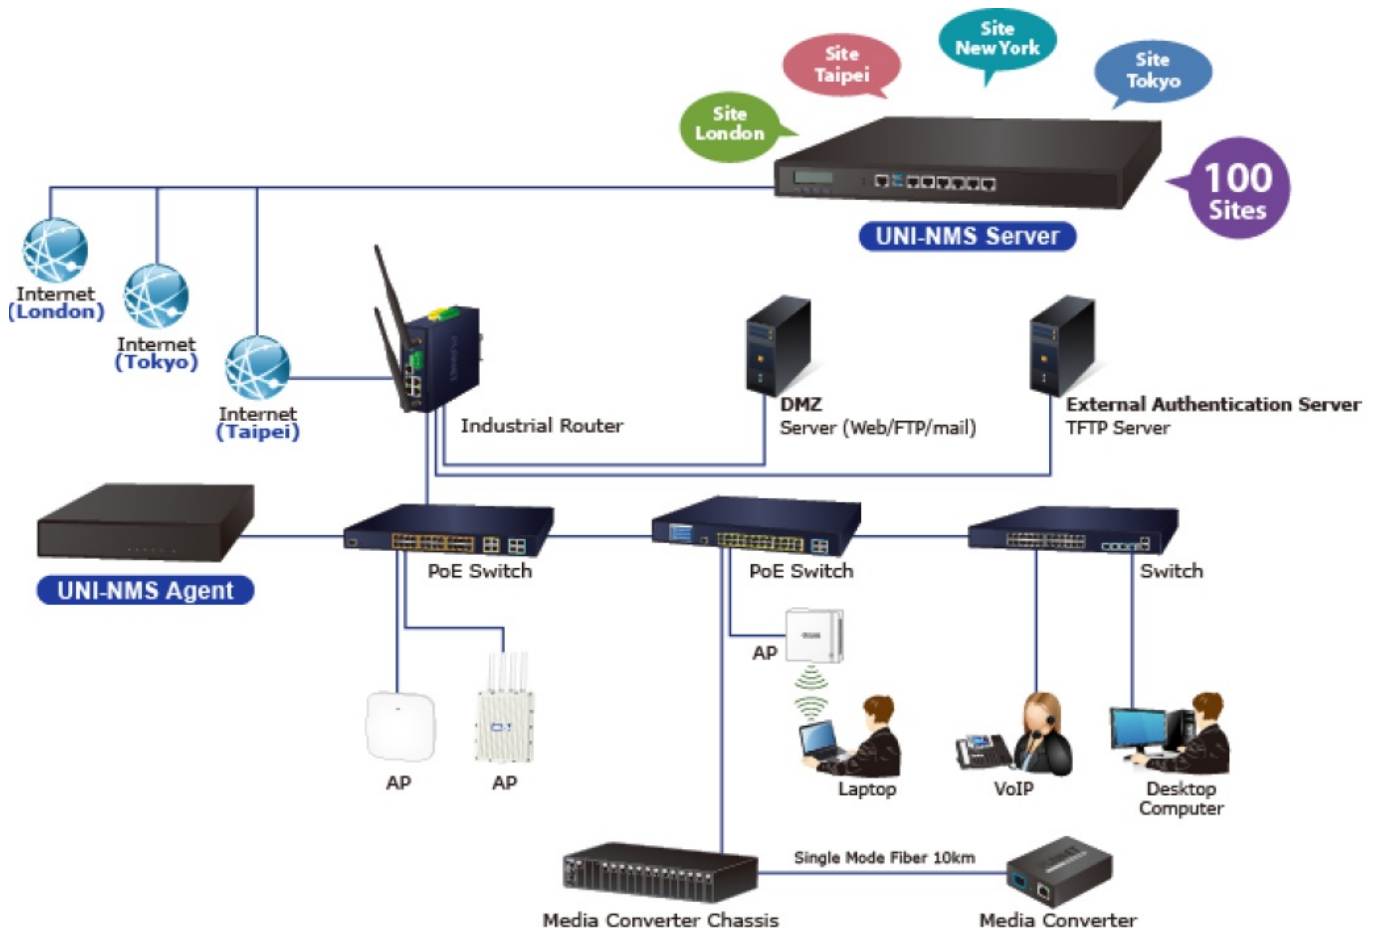 Site
New York
Site
Taipei
Site
Tokyo
Site
London
100
Sites
UNI-NMS Server
Internet
(London)
Internet
(Tokyo)
Internet
(Taipei)
PLANET
Industrial Router
DMZ
Server (Web/FTP/mail)
External Authentication Server
TFTP Server
UNI-NMS Agent
PoE Switch
PoE Switch
Switch
AP
AP
AP
Laptop
VoIP
Desktop
Computer
Single Mode Fiber 10km
Media Converter Chassis
PLANET
Media Converter